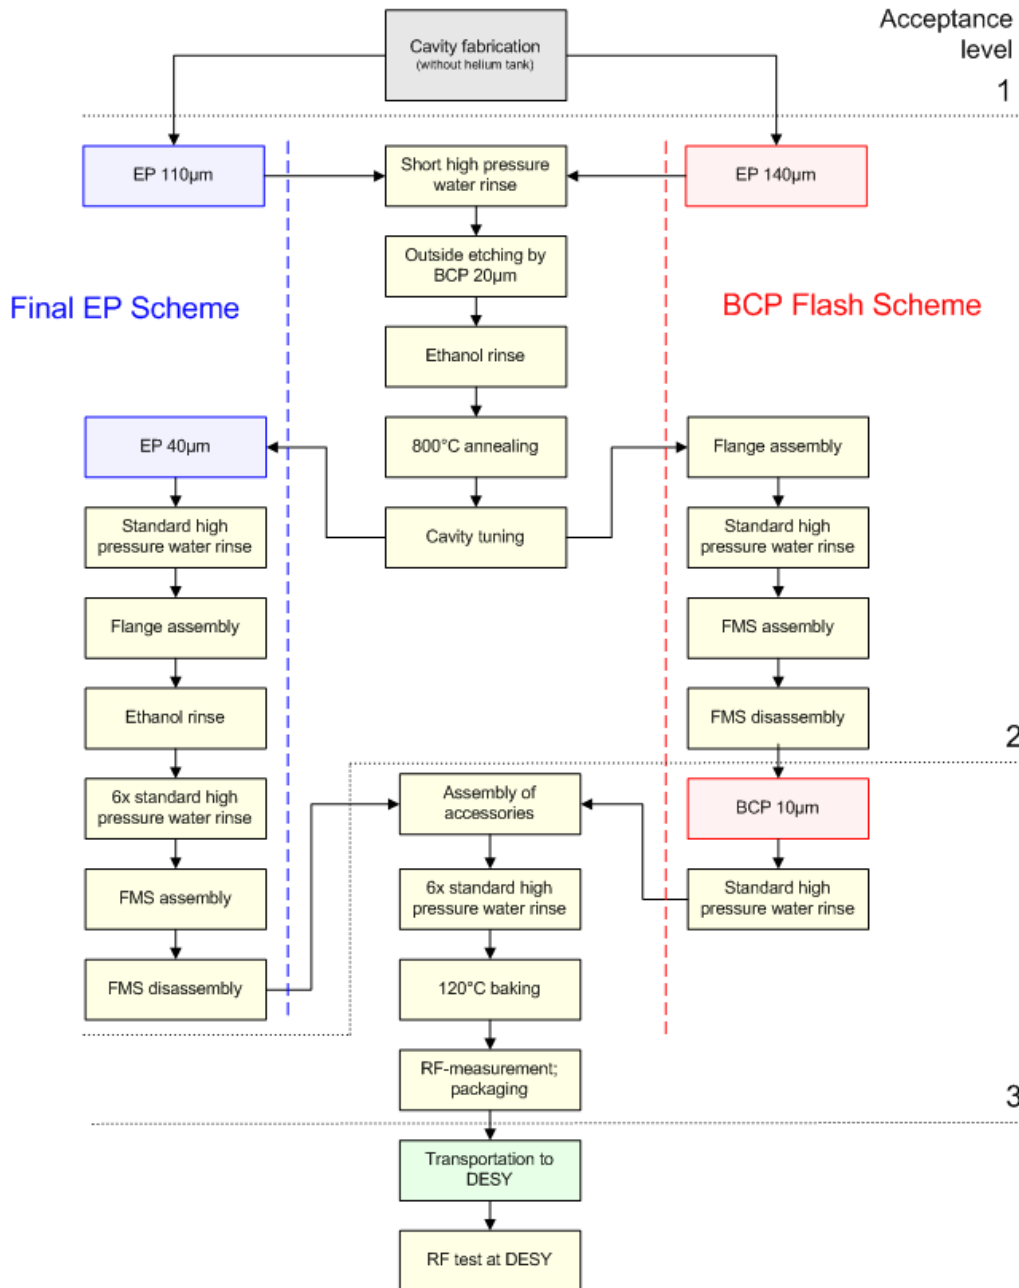 Acceptance
level
Cavity fabrication
(without helium tank)
1
EP 110µm
Short high pressure
water rinse
EP 140µm
Outside etching by
BCP 20µm
Final EP Scheme
BCP Flash Scheme
Ethanol rinse
EP 40µm
800°C annealing
Flange assembly
Standard high
pressure water rinse
Cavity tuning
Standard high
pressure water rinse
Flange assembly
FMS assembly
Ethanol rinse
FMS disassembly
2
6x standard high
pressure water rinse
Assembly of
accessories
BCP 10µm
FMS assembly
6x standard high
pressure water rinse
Standard high
pressure water rinse
FMS disassembly
120°C baking
RF-measurement;
packaging
3
Transportation to
DESY
RF test at DESY